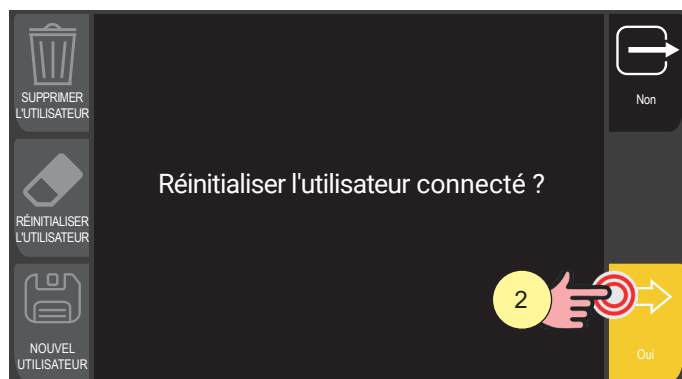 SUPPRIMER
L'UTILISATEUR
Non
Réinitialiser l'utilisateur connecté ?
RÉINITIALISER
L'UTILISATEUR
2
NOUVEL
UTILISATEUR
Oui